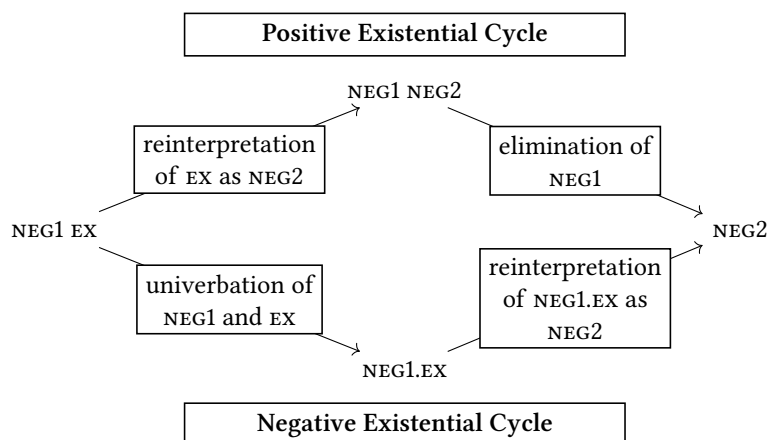 Positive Existential Cycle
NEG1 NEG2
reinterpretation
of EX as NEG2
elimination of
NEG1
NEG1 EX
NEG2
univerbation of
NEG1 and EX
reinterpretation
of NEG1.EX as
NEG2
NEG1.EX
Negative Existential Cycle